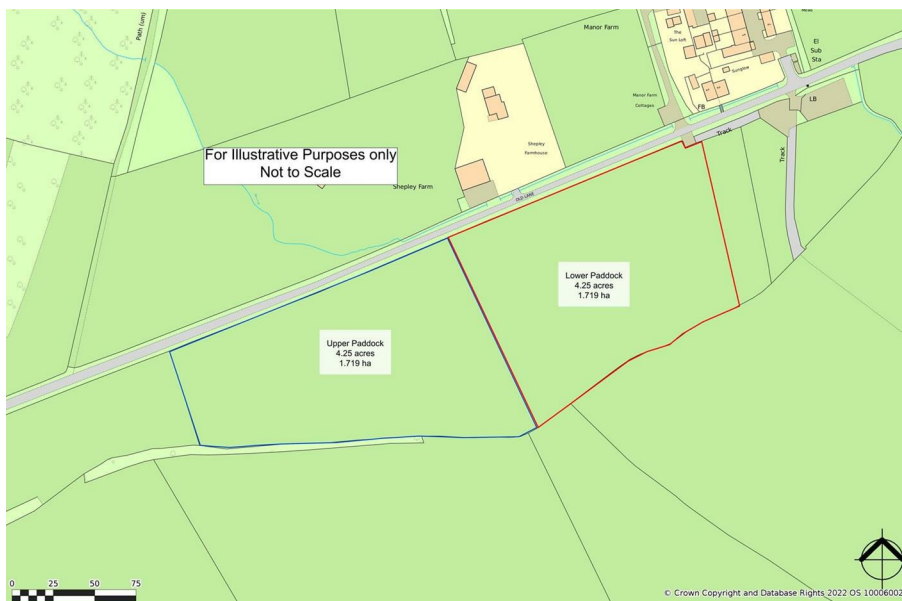 Path (um)
Manor Farm
The
Sun Loft
Mead
El
Sub
Sta
Sunglow
Manor Farm
Cottages
FB
LB
Track
Track
Shepley
Farmhouse
For Illustrative Purposes only
Not to Scale
Shepley Farm
OLD LANE
Lower Paddock
4.25 acres
1.719 ha
Upper Paddock
4.25 acres
1.719 ha
0 25 50 75
© Crown Copyright and Database Rights 2022 OS 10006002